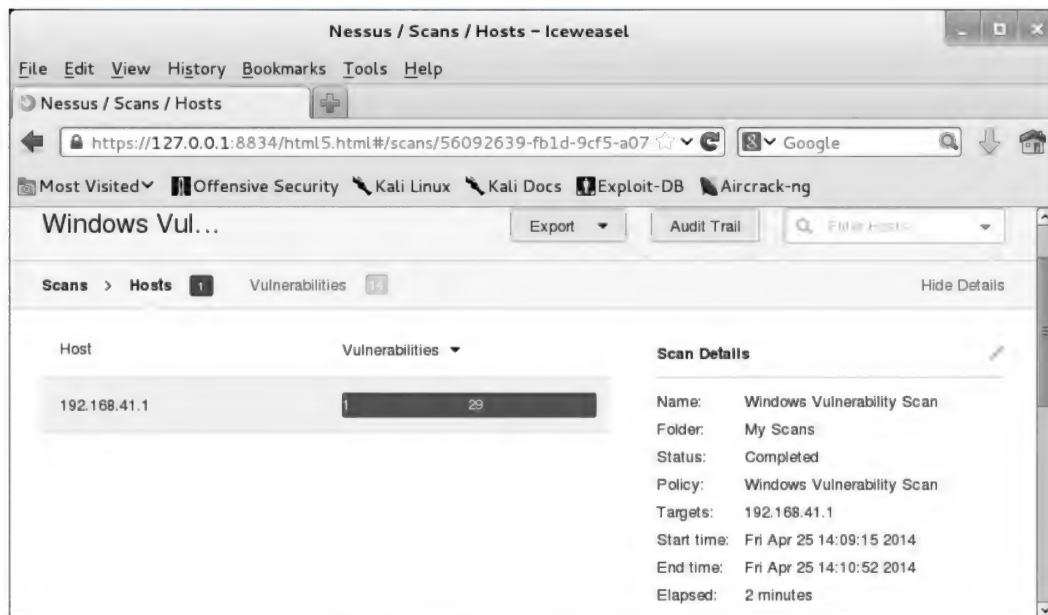 Nessus / Scans / Hosts - Iceweasel
File Edit View History Bookmarks Tools Help
Nessus / Scans / Hosts
https://127.0.0.1:8834/html5.html#/scans/56092639-fb1d-9cf5-a07
Google
Most Visited Offensive Security Kali Linux Kali Docs Exploit-DB Aircrack-ng
Windows Vul...
Export Audit Trail Enter Hosts
Scans > Hosts 1 Vulnerabilities 14 Hide Details
Host Vulnerabilities
192.168.41.1 1 29
Scan Details
Name: Windows Vulnerability Scan
Folder: My Scans
Status: Completed
Policy: Windows Vulnerability Scan
Targets: 192.168.41.1
Start time: Fri Apr 25 14:09:15 2014
End time: Fri Apr 25 14:10:52 2014
Elapsed: 2 minutes